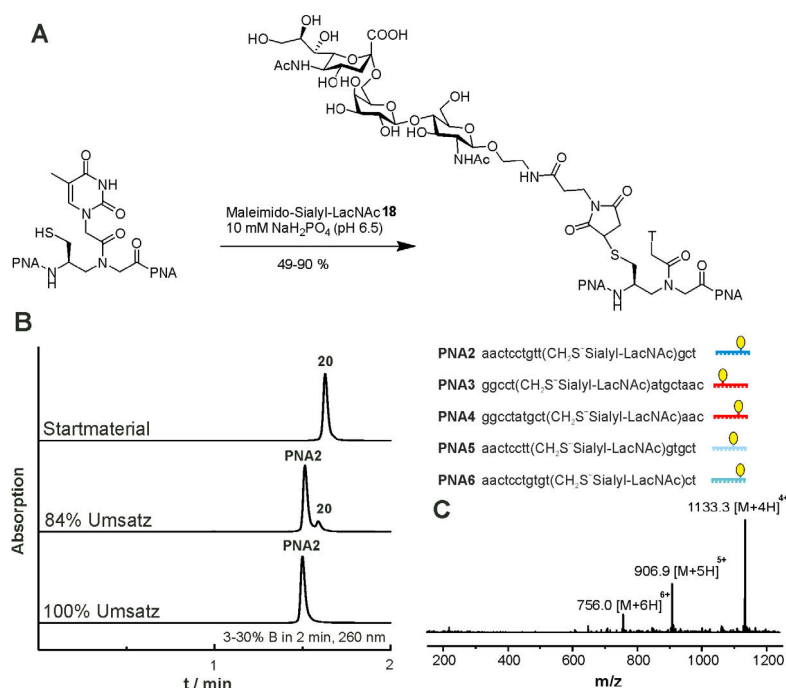 A
HO
OH
OH
COOH
HO
O
AcHN
HO
O
HO
OH
O
HO
OH
O
O
HO
O
NHAc
O
N
H
O
O
N
O
S
T
O
O
PNA
N
H
N
PNA
O
NH
N
O
HS
O
O
PNA
N
H
N
PNA
Maleimido-Sialyl-LacNAc 18
10 mM NaH₂PO₄ (pH 6.5)
49-90 %
B
Absorption
20
Startmaterial
PNA2
20
84% Umsatz
PNA2
100% Umsatz
3-30% B in 2 min, 260 nm
1
2
t / min
PNA2 aactcctgtt(CH₂S⁻Sialyl-LacNAc)gct
PNA3 ggcct(CH₂S⁻Sialyl-LacNAc)atgctaac
PNA4 ggcctatgct(CH₂S⁻Sialyl-LacNAc)aac
PNA5 aactcctt(CH₂S⁻Sialyl-LacNAc)gtgct
PNA6 aactcctgtgt(CH₂S⁻Sialyl-LacNAc)ct
C
1133.3 [M+4H]⁴⁺
906.9 [M+5H]⁵⁺
756.0 [M+6H]⁶⁺
200
400
600
800
1000
1200
m/z